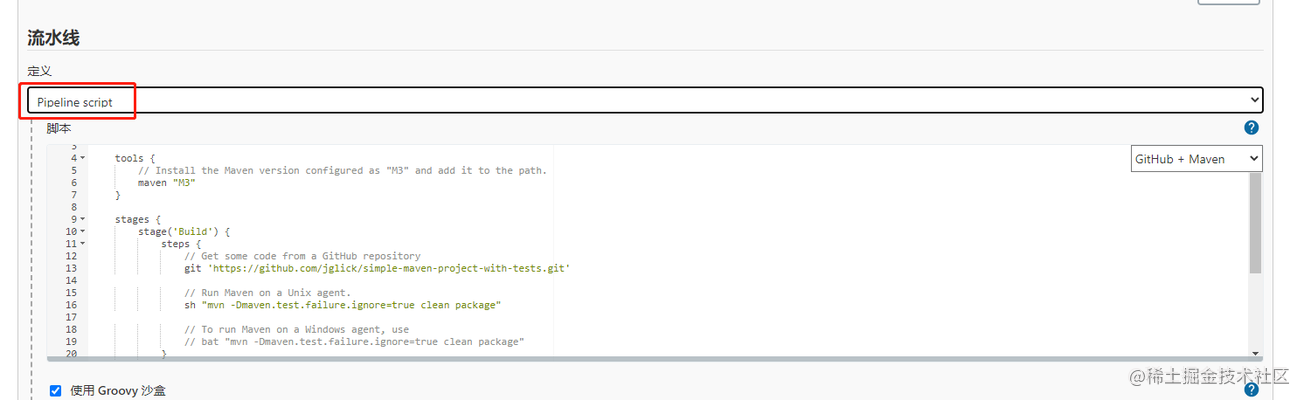 流水线
定义
Pipeline script
脚本
GitHub + Maven
3
4 tools {
5 // Install the Maven version configured as "M3" and add it to the path.
6 maven "M3"
7 }
8
9 stages {
10 stage('Build') {
11 steps {
12 // Get some code from a GitHub repository
13 git 'https://github.com/jglick/simple-maven-project-with-tests.git'
14
15 // Run Maven on a Unix agent.
16 sh "mvn -Dmaven.test.failure.ignore=true clean package"
17
18 // To run Maven on a Windows agent, use
19 // bat "mvn -Dmaven.test.failure.ignore=true clean package"
20 }
使用 Groovy 沙盒
@稀土掘金技术社区